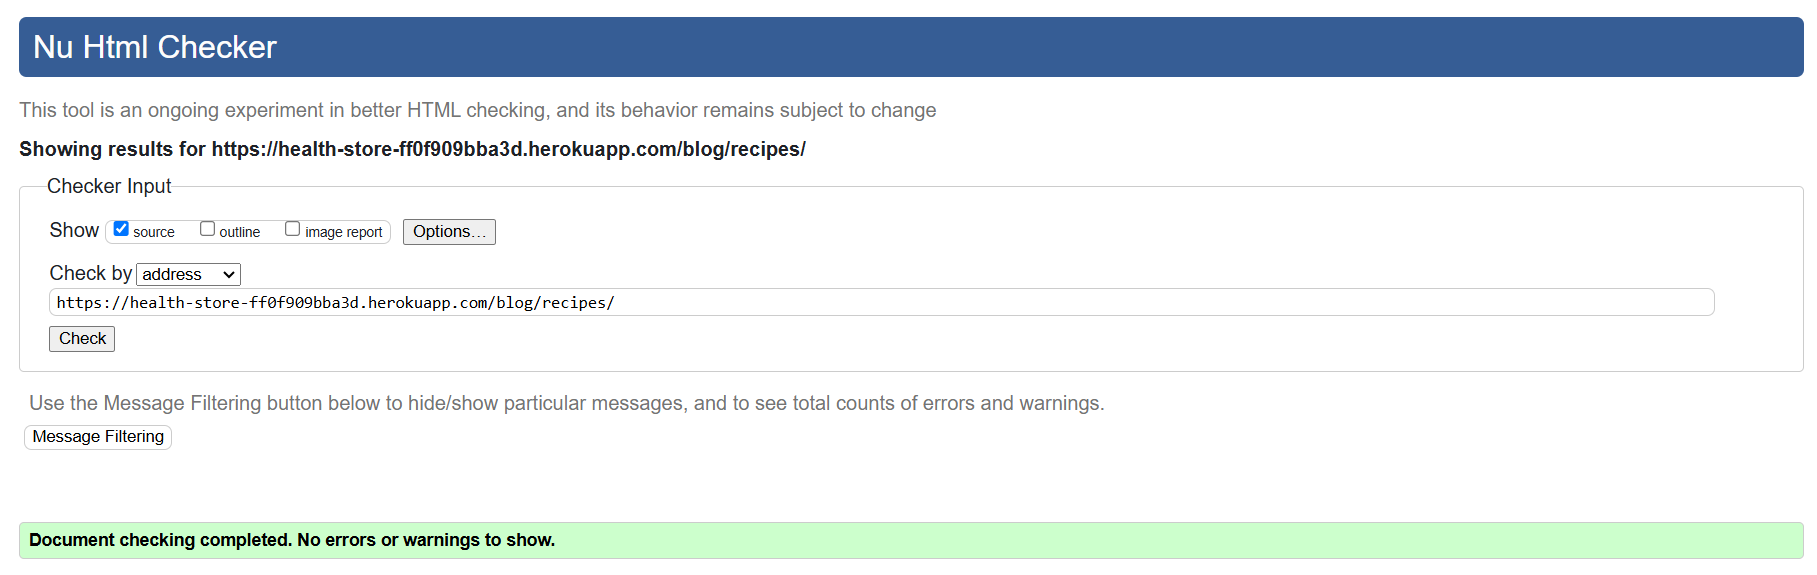 Nu Html Checker
This tool is an ongoing experiment in better HTML checking, and its behavior remains subject to change
Showing results for https://health-store-ff0f909bba3d.herokuapp.com/blog/recipes/
Checker Input
Show source outline image report Options...
Check by address
https://health-store-ff0f909bba3d.herokuapp.com/blog/recipes/
Check
Use the Message Filtering button below to hide/show particular messages, and to see total counts of errors and warnings.
Message Filtering
Document checking completed. No errors or warnings to show.